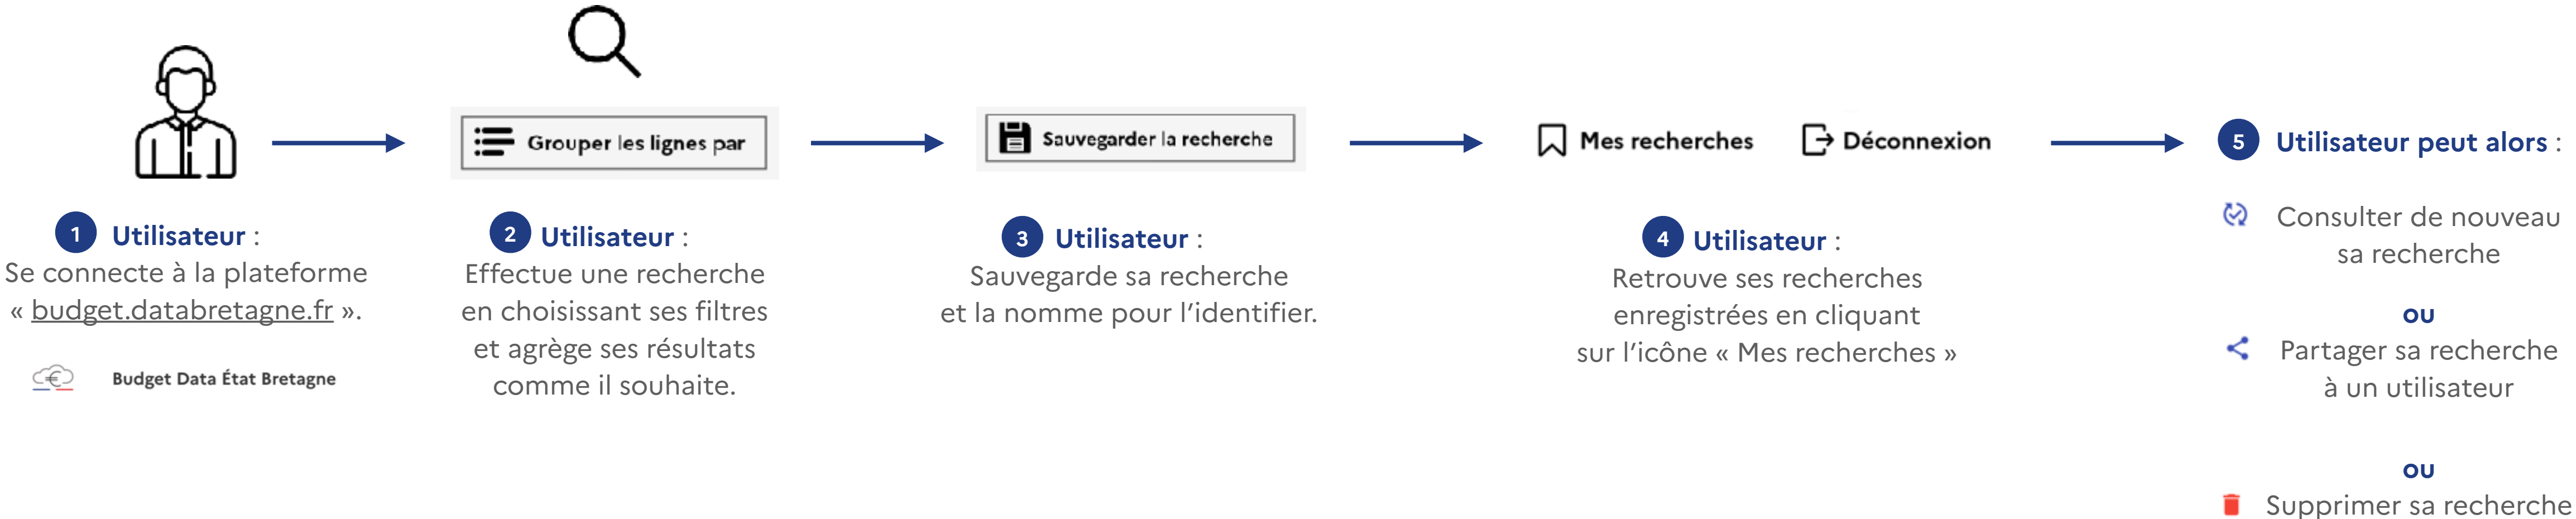 1 Utilisateur :
Se connecte à la plateforme
« budget.databretagne.fr ».
Budget Data État Bretagne
Grouper les lignes par
2 Utilisateur :
Effectue une recherche
en choisissant ses filtres
et agrège ses résultats
comme il souhaite.
Sauvegarder la recherche
3 Utilisateur :
Sauvegarde sa recherche
et la nomme pour l’identifier.
Mes recherches Déconnexion
4 Utilisateur :
Retrouve ses recherches
enregistrées en cliquant
sur l’icône « Mes recherches »
5 Utilisateur peut alors :
Consulter de nouveau
sa recherche
ou
Partager sa recherche
à un utilisateur
ou
Supprimer sa recherche